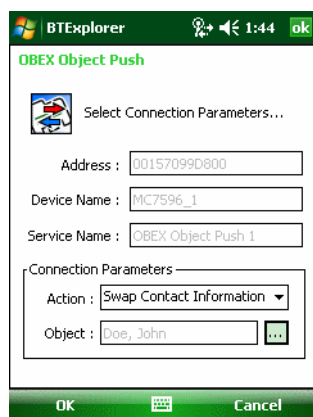 BTExplorer 1:44 ok
OBEX Object Push
Select Connection Parameters...
Address : 00157099D800
Device Name : MC7596_1
Service Name : OBEX Object Push 1
Connection Parameters
Action : Swap Contact Information
Object : Doe, John ...
OK Cancel